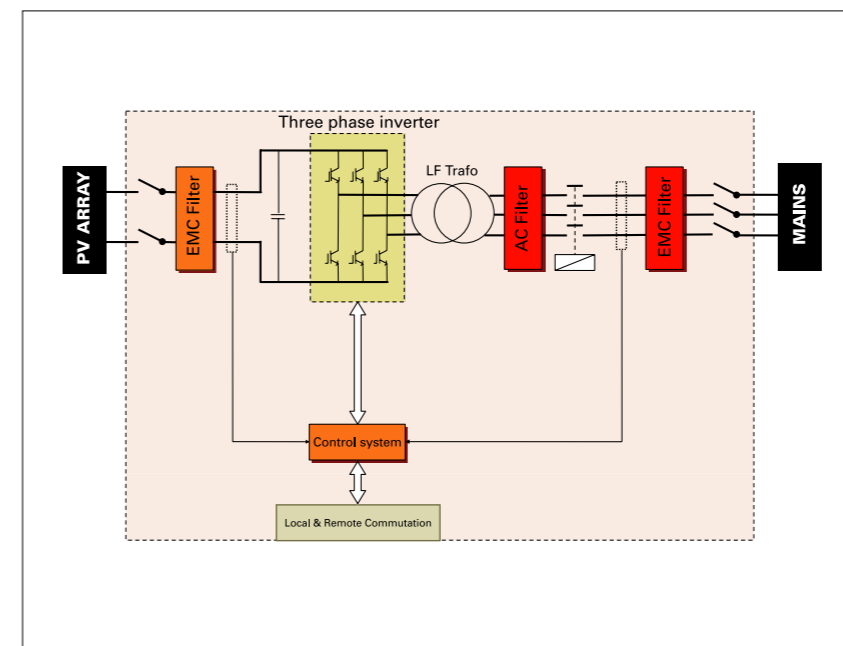 Three phase inverter
PV ARRAY
EMC Filter
LF Trafo
AC Filter
EMC Filter
MAINS
Control system
Local & Remote Commutation